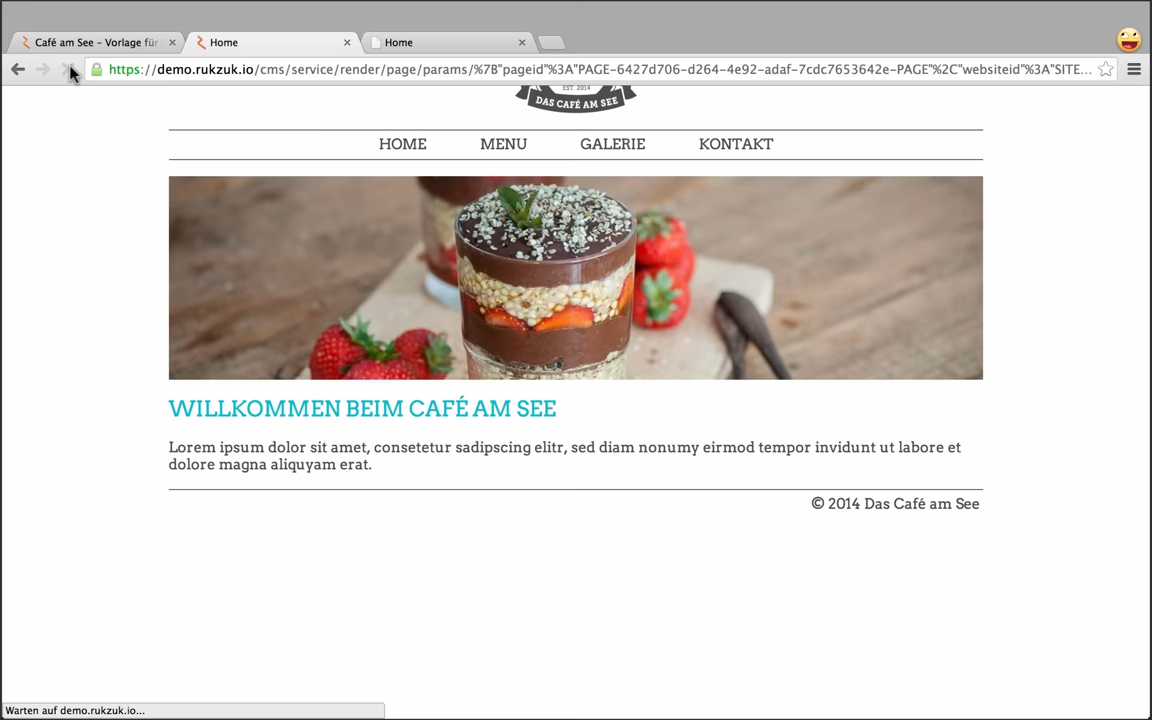 Café am See – Vorlage für
Home
Home
https://demo.rukzuk.io/cms/service/render/page/params/%7B"pageid"%3A"PAGE-6427d706-d264-4e92-adaf-7cdc7653642e-PAGE"%2C"websiteid"%3A"SITE...
EST. 2014
DAS CAFÉ AM SEE
HOME MENU GALERIE KONTAKT
WILLKOMMEN BEIM CAFÉ AM SEE
Lorem ipsum dolor sit amet, consetetur sadipscing elitr, sed diam nonumy eirmod tempor invidunt ut labore et
dolore magna aliquyam erat.
© 2014 Das Café am See
Warten auf demo.rukzuk.io...